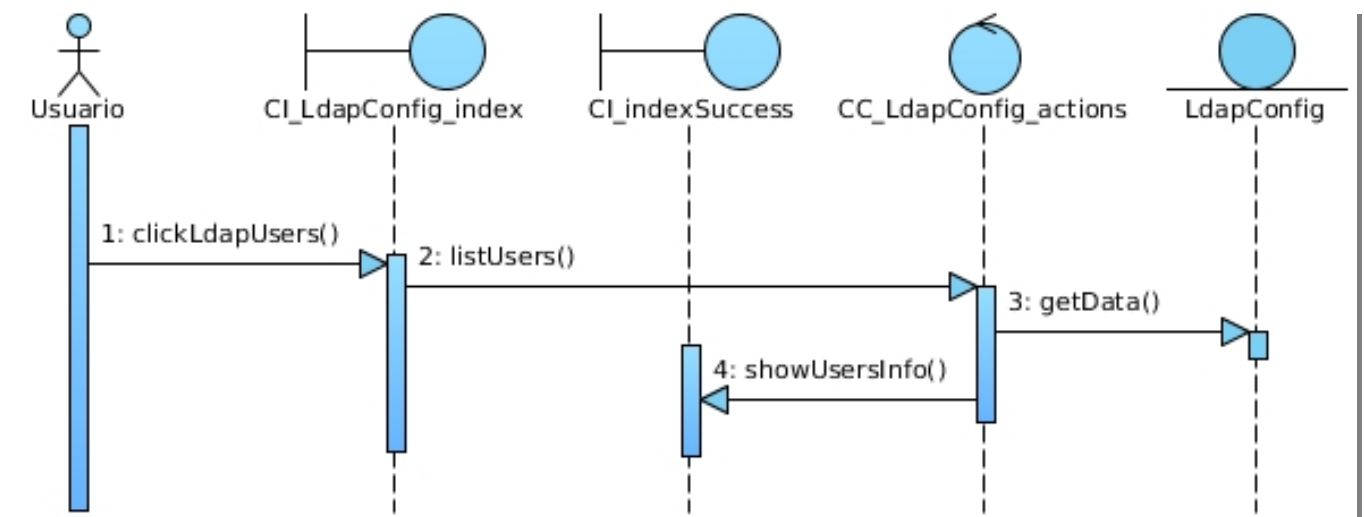 Usuario
CI_LdapConfig_index
CI_indexSuccess
CC_LdapConfig_actions
LdapConfig
1: clickLdapUsers()
2: listUsers()
3: getData()
4: showUsersInfo()